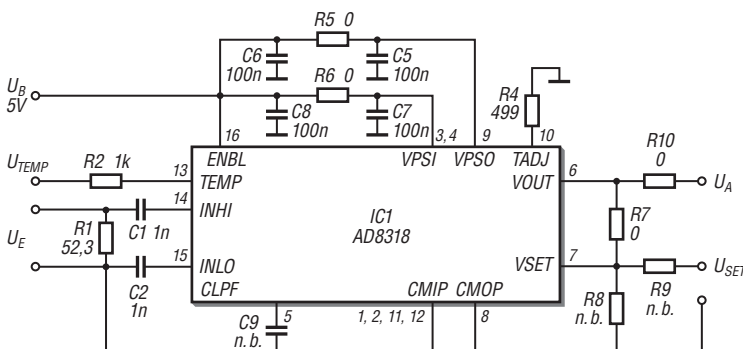 R5 0
C6
100n
C5
100n
R6 0
U_B
5V
C8
100n
C7
100n
R4
499
16
3,4
9
10
R10
0
ENBL
VPSI
VPSO
TADJ
U_TEMP
R2 1k
13
TEMP
VOUT
6
U_A
14
INHI
R1
52,3
C1 1n
IC1
AD8318
R7
0
U_E
15
INLO
VSET
7
U_SET
C2
1n
CLPF
CMIP
CMOP
R8
n.b.
R9
n.b.
C9
n.b.
5
1, 2, 11, 12
8